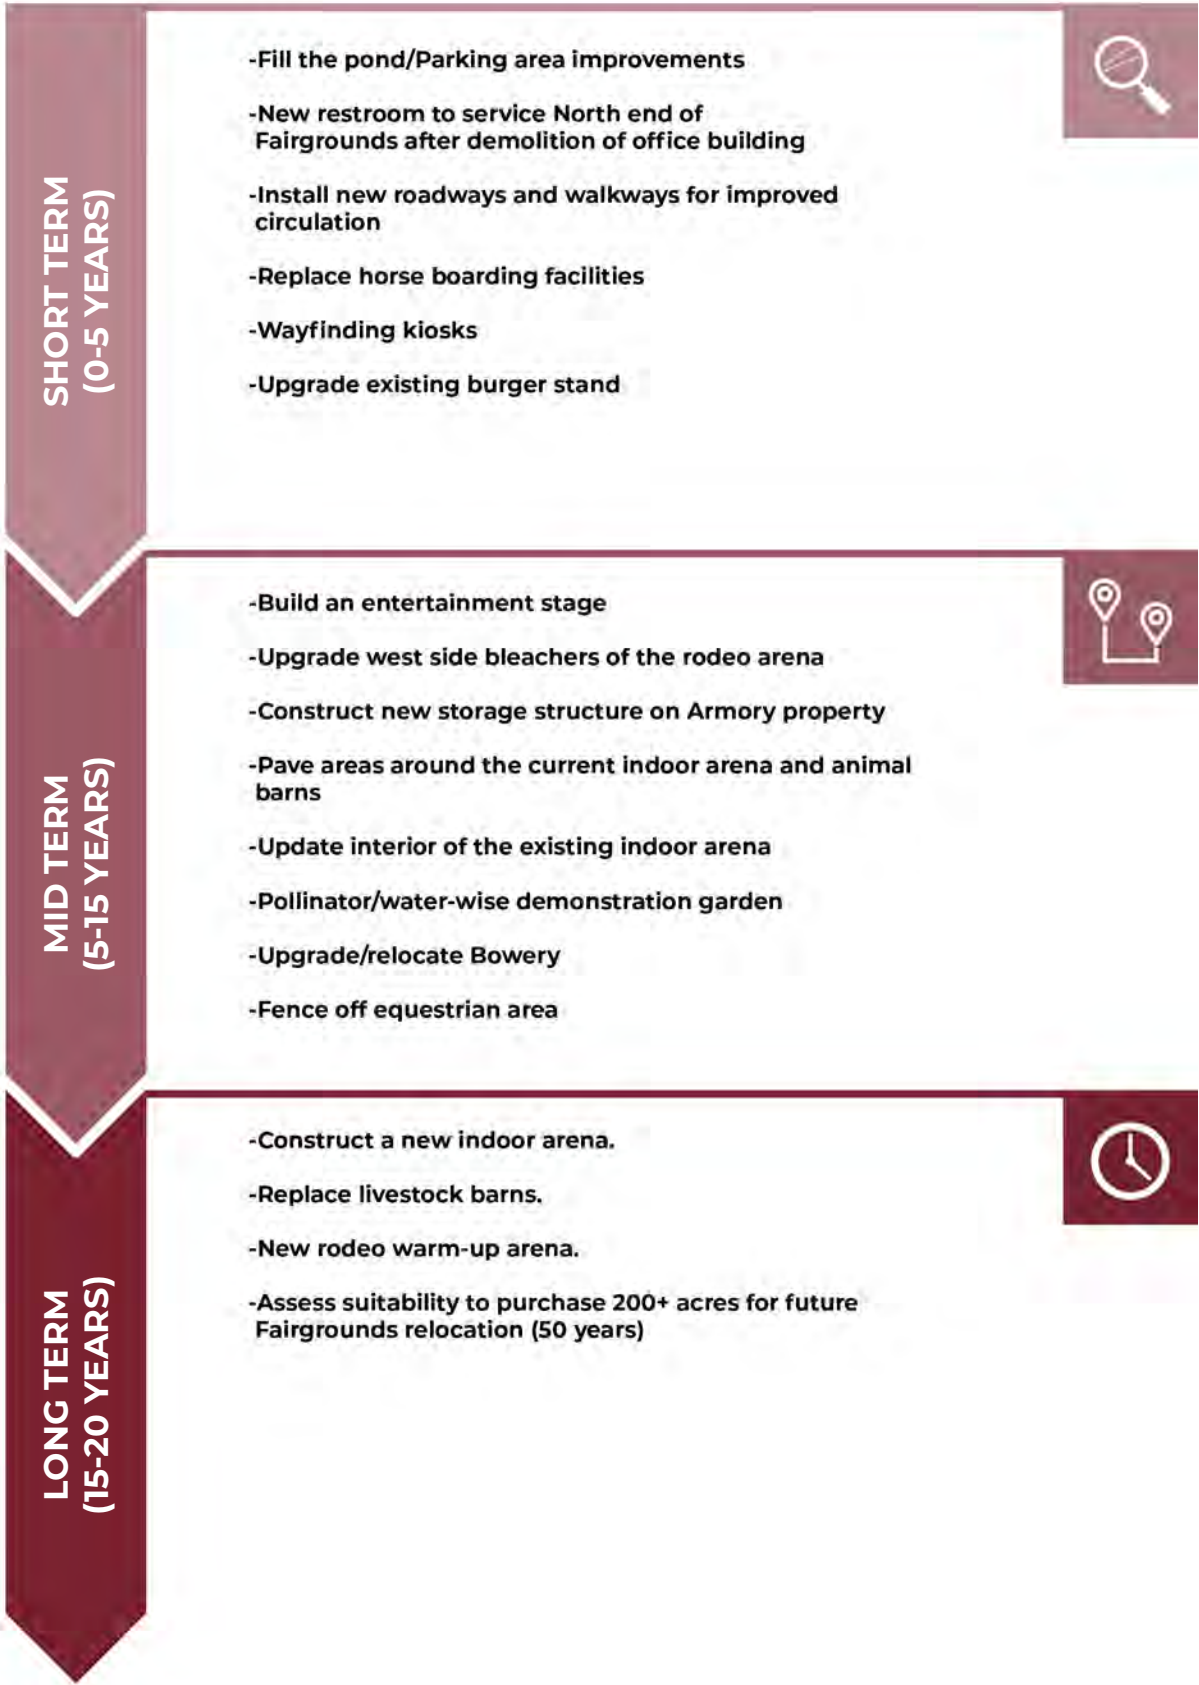 SHORT TERM
(0-5 YEARS)
-Fill the pond/Parking area improvements
-New restroom to service North end of
Fairgrounds after demolition of office building
-Install new roadways and walkways for improved
circulation
-Replace horse boarding facilities
-Wayfinding kiosks
-Upgrade existing burger stand
MID TERM
(5-15 YEARS)
-Build an entertainment stage
-Upgrade west side bleachers of the rodeo arena
-Construct new storage structure on Armory property
-Pave areas around the current indoor arena and animal
barns
-Update interior of the existing indoor arena
-Pollinator/water-wise demonstration garden
-Upgrade/relocate Bowery
-Fence off equestrian area
LONG TERM
(15-20 YEARS)
-Construct a new indoor arena.
-Replace livestock barns.
-New rodeo warm-up arena.
-Assess suitability to purchase 200+ acres for future
Fairgrounds relocation (50 years)